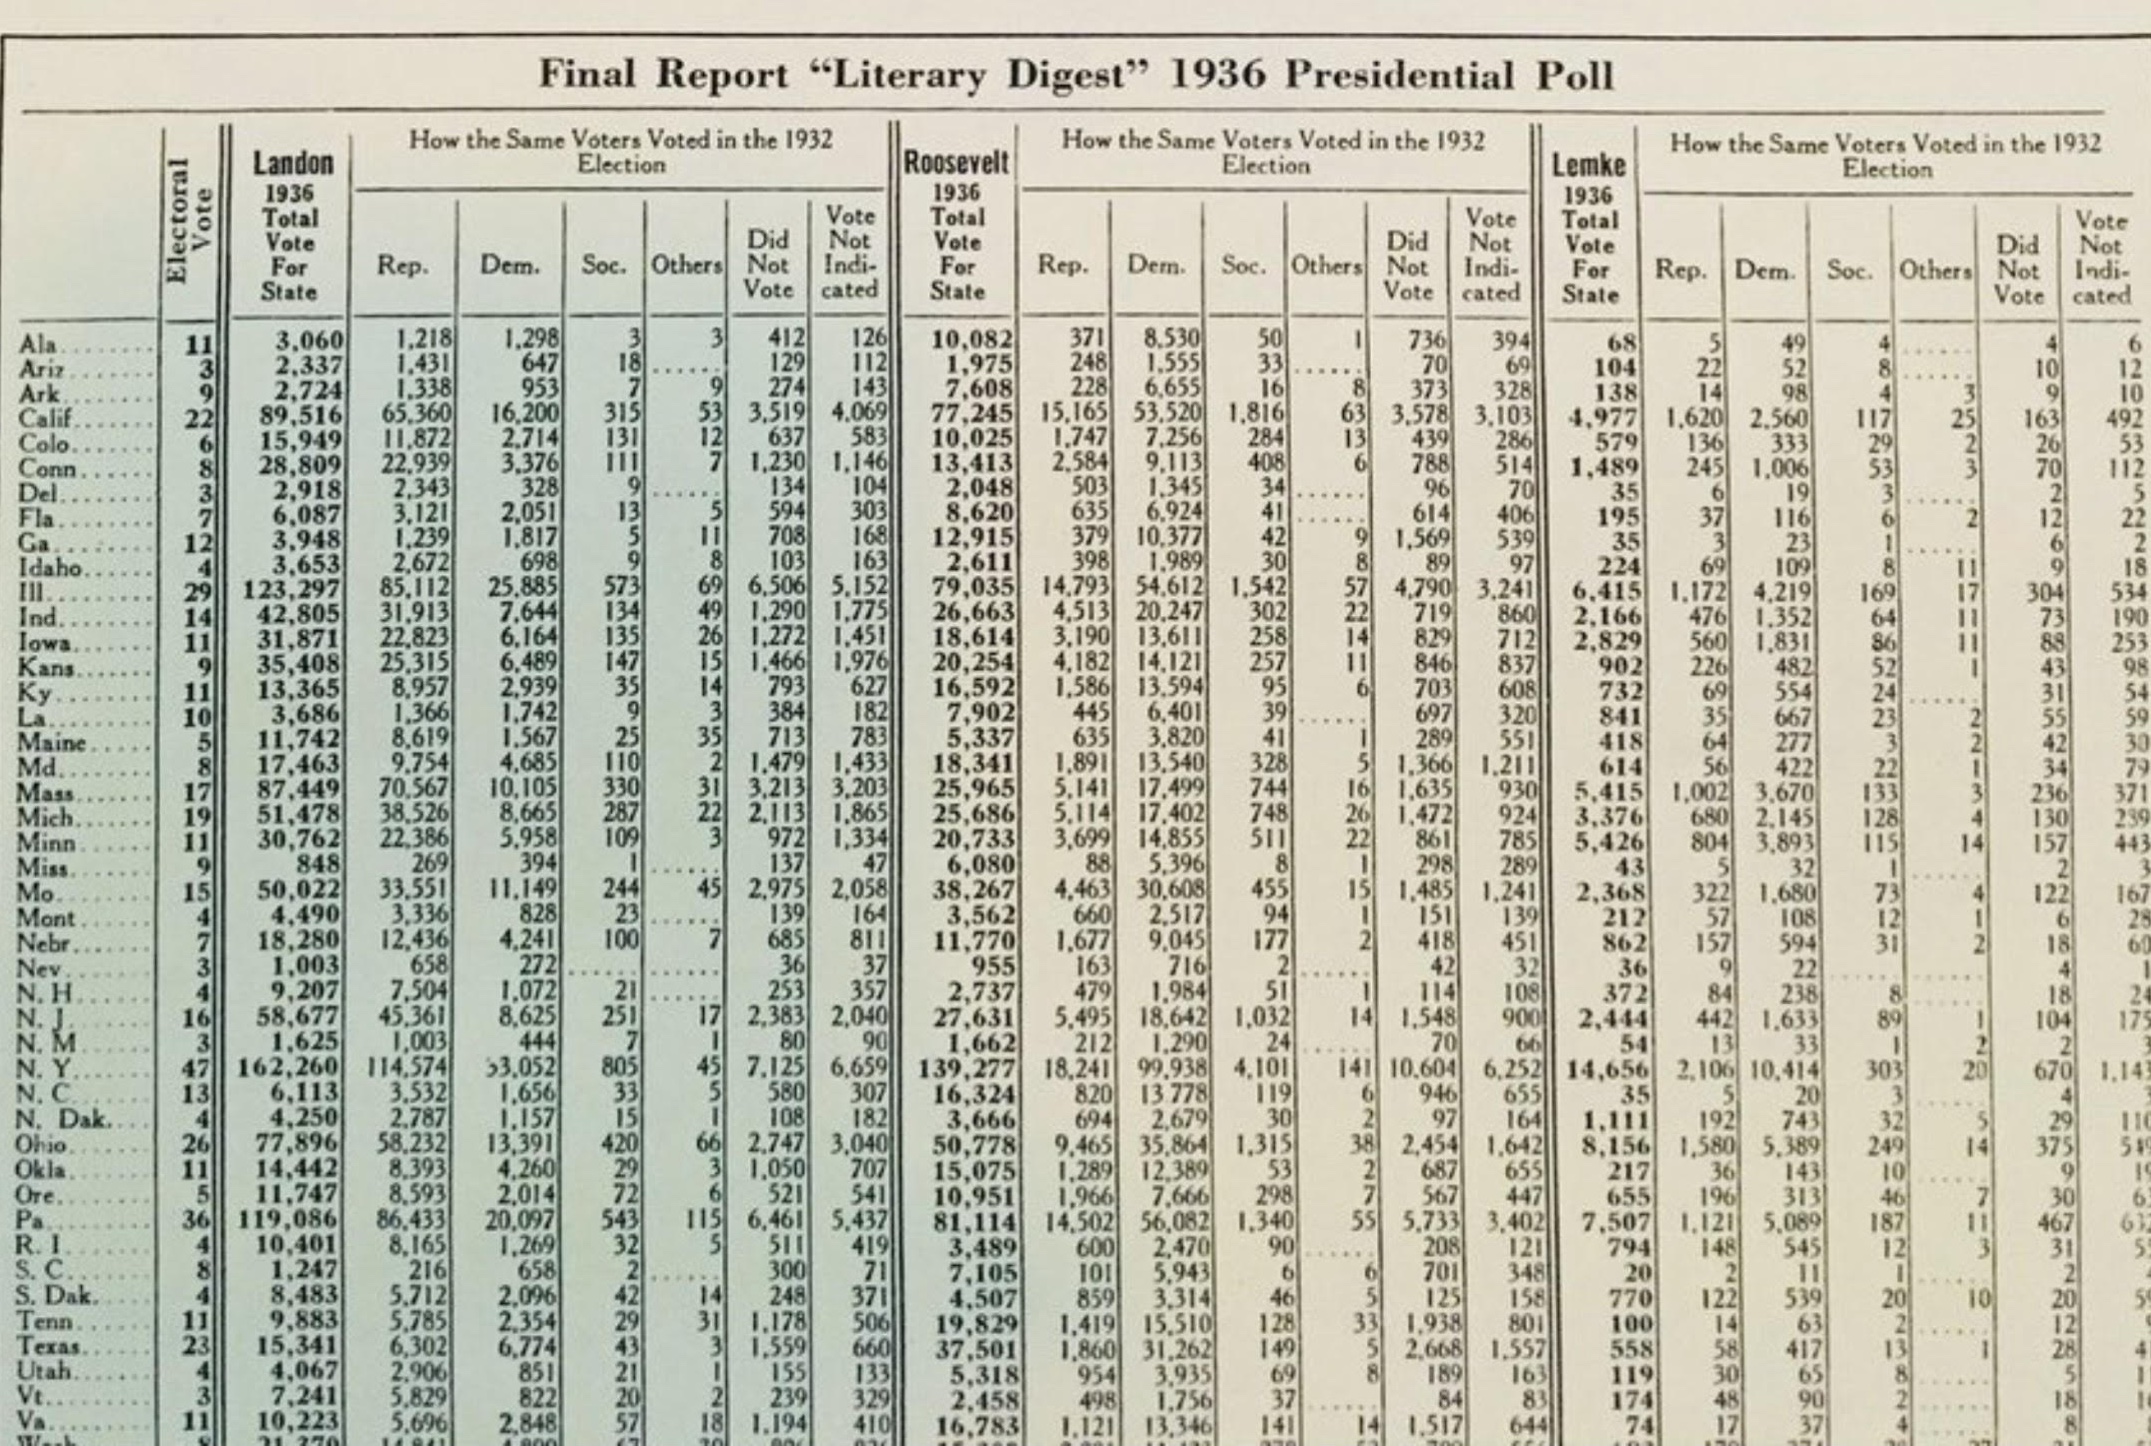 Final Report “Literary Digest” 1936 Presidential Poll
Electoral Vote
Landon 1936 Total Vote For State
How the Same Voters Voted in the 1932 Election
Rep. Dem. Soc. Others Did Not Vote Vote Not Indi-cated
Roosevelt 1936 Total Vote For State
How the Same Voters Voted in the 1932 Election
Rep. Dem. Soc. Others Did Not Vote Vote Not Indi-cated
Lemke 1936 Total Vote For State
How the Same Voters Voted in the 1932 Election
Rep. Dem. Soc. Others Did Not Vote Vote Not Indi-cated
Ala........ 11 3,060 1,218 1,298 3 3 412 126 10,082 371 8,530 50 1 736 394 68 5 49 4 ...... 4 6
Ariz....... 3 2,337 1,431 647 18 ...... 129 112 1,975 248 1,555 33 ...... 70 69 104 22 52 8 ...... 10 12
Ark........ 9 2,724 1,338 953 7 9 274 143 7,608 228 6,655 16 8 373 328 138 14 98 4 3 9 10
Calif....... 22 89,516 65,360 16,200 315 53 3,519 4,069 77,245 15,165 53,520 1,816 63 3,578 3,103 4,977 1,620 2,560 117 25 163 492
Colo....... 6 15,949 11,872 2,714 131 12 637 583 10,025 1,747 7,256 284 13 439 286 579 136 333 29 2 26 53
Conn....... 8 28,809 22,939 3,376 111 7 1,230 1,146 13,413 2,584 9,113 408 6 788 514 1,489 245 1,006 53 3 70 112
Del........ 3 2,918 2,343 328 9 ...... 134 104 2,048 503 1,345 34 ...... 96 70 35 6 19 3 ...... 2 5
Fla........ 7 6,087 3,121 2,051 13 5 594 303 8,620 635 6,924 41 ...... 614 406 195 37 116 6 2 12 22
Ga........ 12 3,948 1,239 1,817 5 11 708 168 12,915 379 10,377 42 9 1,569 539 35 3 23 1 ...... 6 2
Idaho...... 4 3,653 2,672 698 9 8 103 163 2,611 398 1,989 30 8 89 97 224 69 109 8 11 9 18
Ill......... 29 123,297 85,112 25,885 573 69 6,506 5,152 79,035 14,793 54,612 1,542 57 4,790 3,241 6,415 1,172 4,219 169 17 304 534
Ind........ 14 42,805 31,913 7,644 134 49 1,290 1,775 26,663 4,513 20,247 302 22 719 860 2,166 476 1,352 64 11 73 190
Iowa....... 11 31,871 22,823 6,164 135 26 1,272 1,451 18,614 3,190 13,611 258 14 829 712 2,829 560 1,831 86 11 88 253
Kans....... 9 35,408 25,315 6,489 147 15 1,466 1,976 20,254 4,182 14,121 257 11 846 837 902 226 482 52 1 43 98
Ky........ 11 13,365 8,957 2,939 35 14 793 627 16,592 1,586 13,594 95 6 703 608 732 69 554 24 ...... 31 54
La......... 10 3,686 1,366 1,742 9 3 384 182 7,902 445 6,401 39 ...... 697 320 841 35 667 23 2 55 59
Maine..... 5 11,742 8,619 1,567 25 35 713 783 5,337 635 3,820 41 1 289 551 418 64 277 3 2 42 30
Md........ 8 17,463 9,754 4,685 110 2 1,479 1,433 18,341 1,891 13,540 328 5 1,366 1,211 614 56 422 22 1 34 79
Mass....... 17 87,449 70,567 10,105 330 31 3,213 3,203 25,965 5,141 17,499 744 16 1,635 930 5,415 1,002 3,670 133 3 236 371
Mich....... 19 51,478 38,526 8,665 287 22 2,113 1,865 25,686 5,114 17,402 748 26 1,472 924 3,376 680 2,145 128 4 130 239
Minn...... 11 30,762 22,386 5,958 109 3 972 1,334 20,733 3,699 14,855 511 22 861 785 5,426 804 3,893 115 14 157 443
Miss....... 9 848 269 394 1 ...... 137 47 6,080 88 5,396 8 1 298 289 43 5 32 1 ...... 2 3
Mo........ 15 50,022 33,551 11,149 244 45 2,975 2,058 38,267 4,463 30,608 455 15 1,485 1,241 2,368 322 1,680 73 4 122 167
Mont...... 4 4,490 3,336 828 23 ...... 139 164 3,562 660 2,517 94 1 151 139 212 57 108 12 1 6 28
Nebr....... 7 18,280 12,436 4,241 100 7 685 811 11,770 1,677 9,045 177 2 418 451 862 157 594 31 2 18 60
Nev........ 3 1,003 658 272 ...... ...... 36 37 955 163 716 2 ...... 42 32 36 9 22 ...... ...... 4 1
N. H....... 4 9,207 7,504 1,072 21 ...... 253 357 2,737 479 1,984 51 1 114 108 372 84 238 8 ...... 18 24
N. J....... 16 58,677 45,361 8,625 251 17 2,383 2,040 27,631 5,495 18,642 1,032 14 1,548 900 2,444 442 1,633 89 1 104 175
N. M...... 3 1,625 1,003 444 7 1 80 90 1,662 212 1,290 24 ...... 70 66 54 13 33 1 2 2 3
N. Y....... 47 162,260 114,574 33,052 805 45 7,125 6,659 139,277 18,241 99,938 4,101 141 10,604 6,252 14,656 2,106 10,414 303 20 670 1,143
N. C....... 13 6,113 3,532 1,656 33 5 580 307 16,324 820 13 778 119 6 946 655 35 5 20 3 ...... 4
N. Dak.... 4 4,250 2,787 1,157 15 1 108 182 3,666 694 2,679 30 2 97 164 1,111 192 743 32 5 29 110
Ohio....... 26 77,896 58,232 13,391 420 66 2,747 3,040 50,778 9,465 35,864 1,315 38 2,454 1,642 8,156 1,580 5,389 249 14 375 549
Okla....... 11 14,442 8,393 4,260 29 3 1,050 707 15,075 1,289 12,389 53 2 687 655 217 36 143 10 ...... 9 19
Ore........ 5 11,747 8,593 2,014 72 6 521 541 10,951 1,966 7,666 298 7 567 447 655 196 313 46 7 30
Pa......... 36 119,086 86,433 20,097 543 115 6,461 5,437 81,114 14,502 56,082 1,340 55 5,733 3,402 7,507 1,121 5,089 187 11 467
R. I........ 4 10,401 8,165 1,269 32 5 511 419 3,489 600 2,470 90 ...... 208 121 794 148 545 12 3 31
S. C....... 8 1,247 216 658 2 ...... 300 71 7,105 101 5,943 6 6 701 348 20 2 11 1 ...... 2
S. Dak..... 4 8,483 5,712 2,096 42 14 248 371 4,507 859 3,314 46 5 125 158 770 122 539 20 10 20
Tenn...... 11 9,883 5,785 2,354 29 31 1,178 506 19,829 1,419 15,510 128 33 1,938 801 100 14 63 2 ...... 12
Texas...... 23 15,341 6,302 6,774 43 3 1,559 660 37,501 1,860 31,262 149 5 2,668 1,557 558 58 417 13 1 28
Utah....... 4 4,067 2,906 851 21 1 155 133 5,318 954 3,935 69 8 189 163 119 30 65 8 ...... 5
Vt......... 3 7,241 5,829 822 20 2 239 329 2,458 498 1,756 37 ...... 84 83 174 48 90 2 ...... 18
Va......... 11 10,223 5,696 2,848 57 18 1,194 410 16,783 1,121 13,346 141 14 1,517 644 74 17 37 4 ...... 8